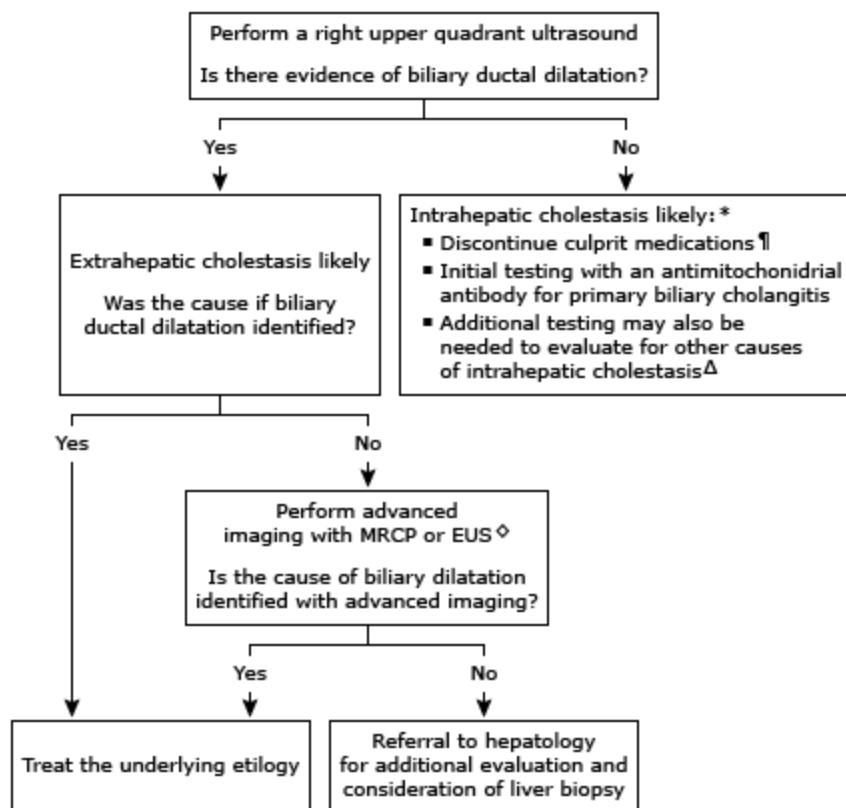 Perform a right upper quadrant ultrasound
Is there evidence of biliary ductal dilatation?
Yes
No
Extrahepatic cholestasis likely
Was the cause if biliary
ductal dilatation identified?
Intrahepatic cholestasis likely:*
▪ Discontinue culprit medications¶
▪ Initial testing with an antimitochonidrial
antibody for primary biliary cholangitis
▪ Additional testing may also be
needed to evaluate for other causes
of intrahepatic cholestasisΔ
Yes
No
Perform advanced
imaging with MRCP or EUS◇
Is the cause of biliary dilatation
identified with advanced imaging?
Yes
No
Treat the underlying etilogy
Referral to hepatology
for additional evaluation and
consideration of liver biopsy